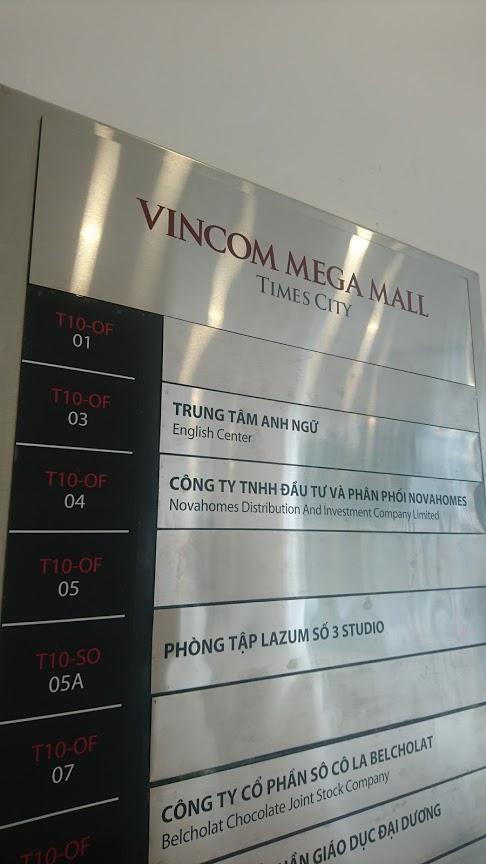 VINCOM MEGA MALL
TIMES CITY
T10-OF
01
T10-OF
03
TRUNG TÂM ANH NGỮ
English Center
T10-OF
04
CÔNG TY TNHH ĐẦU TƯ VÀ PHÂN PHỐI NOVAHOMES
Novahomes Distribution And Investment Company Limited
T10-OF
05
T10-SO
05A
PHÒNG TẬP LAZUM SỐ 3 STUDIO
T10-OF
07
CÔNG TY CỔ PHẦN SÔ CÔ LA BELCHOLAT
Belcholat Chocolate Joint Stock Company
T10-OF
GIÁO DỤC ĐẠI DƯƠNG